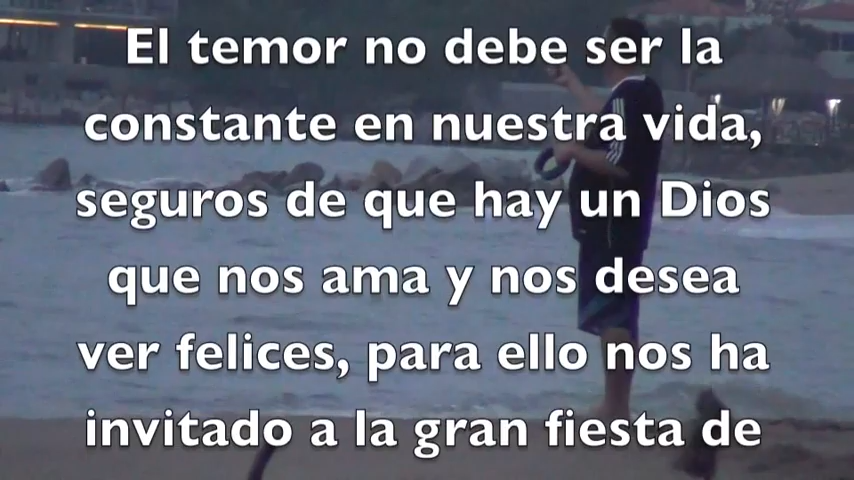 El temor no debe ser la
constante en nuestra vida,
seguros de que hay un Dios
que nos ama y nos desea
ver felices, para ello nos ha
invitado a la gran fiesta de